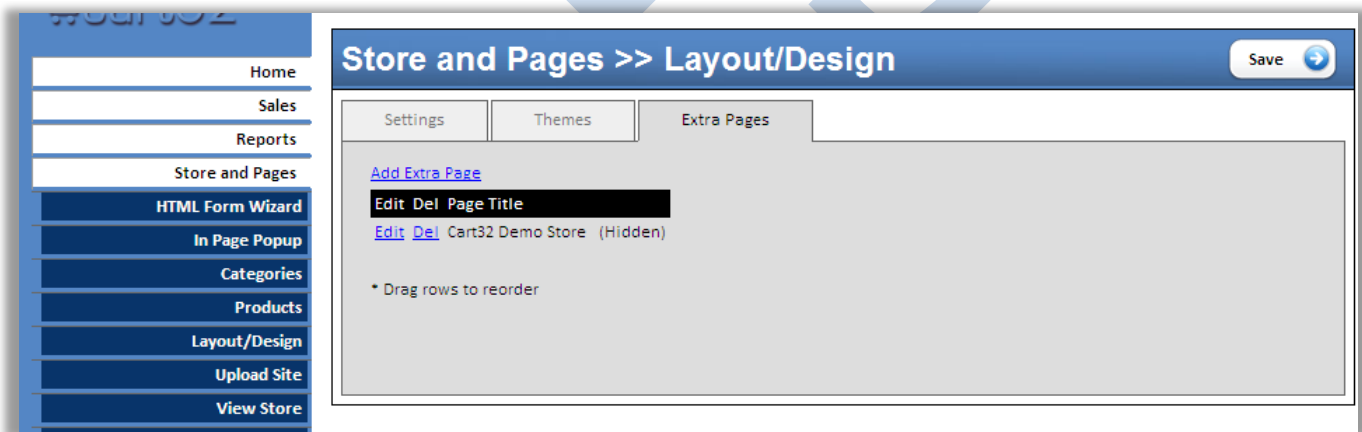 Home
Sales
Reports
Store and Pages
HTML Form Wizard
In Page Popup
Categories
Products
Layout/Design
Upload Site
View Store
Store and Pages >> Layout/Design
Save
Settings Themes Extra Pages
Add Extra Page
Edit Del Page Title
Edit Del Cart32 Demo Store (Hidden)
* Drag rows to reorder